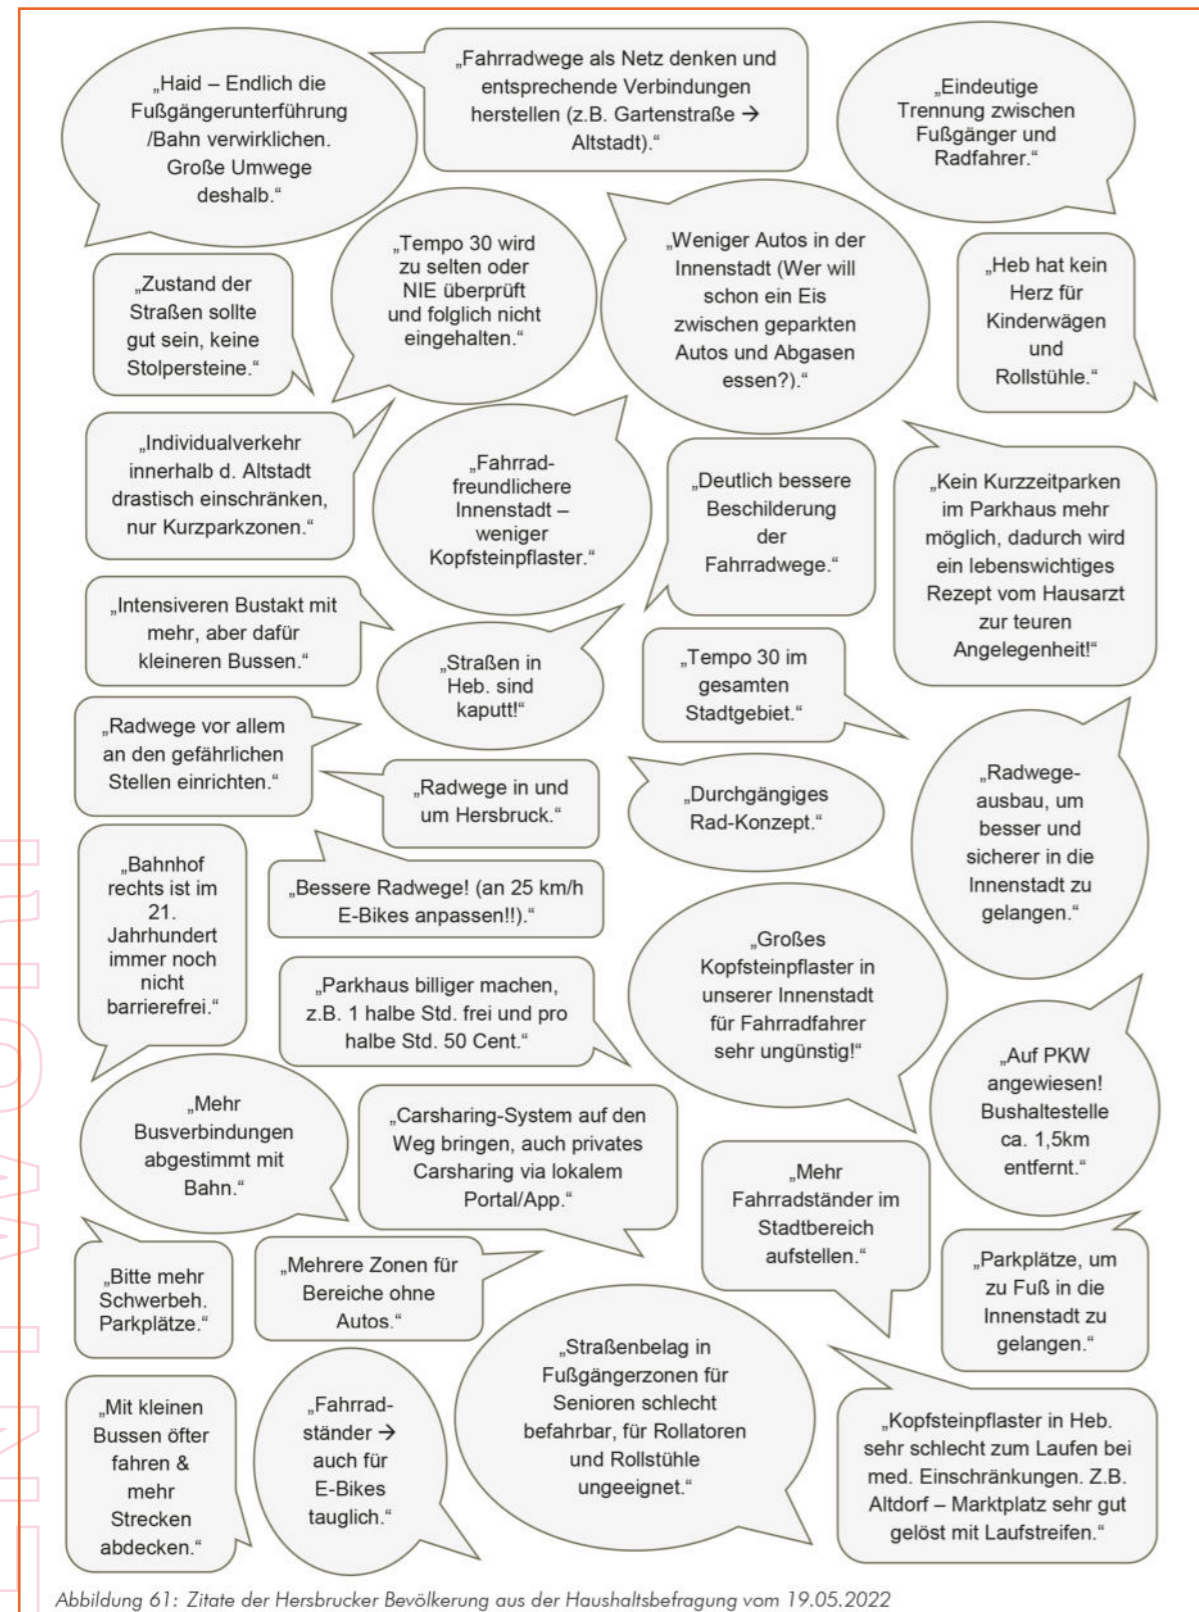 „Haid – Endlich die
Fußgängerunterführung
/Bahn verwirklichen.
Große Umwege
deshalb.“
„Fahrradwege als Netz denken und
entsprechende Verbindungen
herstellen (z.B. Gartenstraße →
Altstadt).“
„Eindeutige
Trennung zwischen
Fußgänger und
Radfahrer.“
„Zustand der
Straßen sollte
gut sein, keine
Stolpersteine.“
„Tempo 30 wird
zu selten oder
NIE überprüft
und folglich nicht
eingehalten.“
„Weniger Autos in der
Innenstadt (Wer will
schon ein Eis
zwischen geparkten
Autos und Abgasen
essen?).“
„Heb hat kein
Herz für
Kinderwägen
und
Rollstühle.“
„Individualverkehr
innerhalb d. Altstadt
drastisch einschränken,
nur Kurzparkzonen.“
„Fahrrad-
freundlichere
Innenstadt –
weniger
Kopfsteinpflaster.“
„Deutlich bessere
Beschilderung
der
Fahrradwege.“
„Kein Kurzzeitparken
im Parkhaus mehr
möglich, dadurch wird
ein lebenswichtiges
Rezept vom Hausarzt
zur teuren
Angelegenheit!“
„Intensiveren Bustakt mit
mehr, aber dafür
kleineren Bussen.“
„Straßen in
Heb. sind
kaputt!“
„Tempo 30 im
gesamten
Stadtgebiet.“
„Radwege vor allem
an den gefährlichen
Stellen einrichten.“
„Radwege in und
um Hersbruck.“
„Durchgängiges
Rad-Konzept.“
„Radwege-
ausbau, um
besser und
sicherer in die
Innenstadt zu
gelangen.“
„Bahnhof
rechts ist im
21.
Jahrhundert
immer noch
nicht
barrierefrei.“
„Bessere Radwege! (an 25 km/h
E-Bikes anpassen!!).“
„Großes
Kopfsteinpflaster in
unserer Innenstadt
für Fahrradfahrer
sehr ungünstig!“
„Parkhaus billiger machen,
z.B. 1 halbe Std. frei und pro
halbe Std. 50 Cent.“
„Auf PKW
angewiesen!
Bushaltestelle
ca. 1,5km
entfernt.“
„Mehr
Busverbindungen
abgestimmt mit
Bahn.“
„Carsharing-System auf den
Weg bringen, auch privates
Carsharing via lokalem
Portal/App.“
„Mehr
Fahrradständer im
Stadtbereich
aufstellen.“
„Bitte mehr
Schwerbeh.
Parkplätze.“
„Mehrere Zonen für
Bereiche ohne
Autos.“
„Parkplätze, um
zu Fuß in die
Innenstadt zu
gelangen.“
„Straßenbelag in
Fußgängerzonen für
Senioren schlecht
befahrbar, für Rollatoren
und Rollstühle
ungeeignet.“
„Mit kleinen
Bussen öfter
fahren &
mehr
Strecken
abdecken.“
„Fahrrad-
ständer →
auch für
E-Bikes
tauglich.“
„Kopfsteinpflaster in Heb.
sehr schlecht zum Laufen bei
med. Einschränkungen. Z.B.
Altdorf – Marktplatz sehr gut
gelöst mit Laufstreifen.“
Abbildung 61: Zitate der Hersbrucker Bevölkerung aus der Haushaltsbefragung vom 19.05.2022